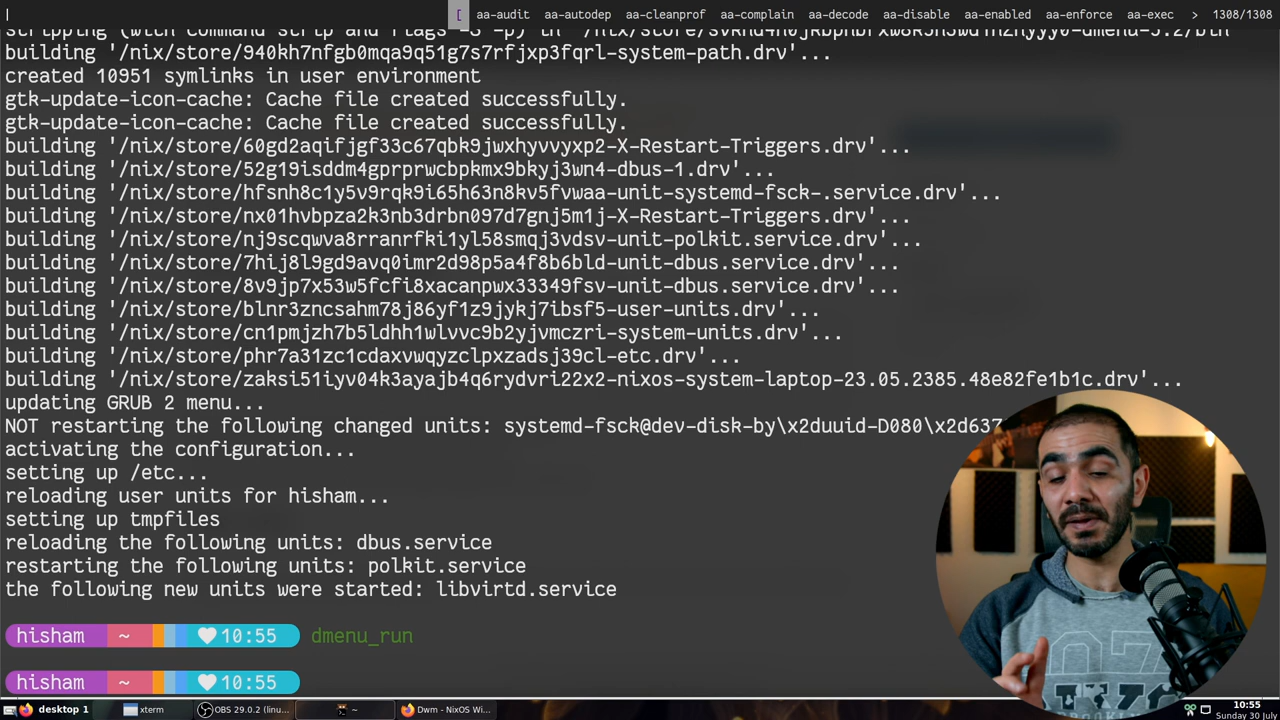 [ aa-audit aa-autodep aa-cleanprof aa-complain aa-decode aa-disable aa-enabled aa-enforce aa-exec > 1308/1308
building '/nix/store/940kh7nfgb0mqa9q51g7s7rfjxp3fqrl-system-path.drv'...
created 10951 symlinks in user environment
gtk-update-icon-cache: Cache file created successfully.
gtk-update-icon-cache: Cache file created successfully.
building '/nix/store/60gd2aqifjgf33c67qbk9jwxhyvvyxp2-X-Restart-Triggers.drv'...
building '/nix/store/52g19isddm4gprprwcbpkmx9bkyj3wn4-dbus-1.drv'...
building '/nix/store/hfsnh8c1y5v9rqk9i65h63n8kv5fvwaa-unit-systemd-fsck-.service.drv'...
building '/nix/store/nx01hvbpza2k3nb3drbn097d7gnj5m1j-X-Restart-Triggers.drv'...
building '/nix/store/nj9scqwva8rranrfki1yl58smqj3vdsv-unit-polkit.service.drv'...
building '/nix/store/7hij8l9gd9avq0imr2d98p5a4f8b6bld-unit-dbus.service.drv'...
building '/nix/store/8v9jp7x53w5fcfi8xacanpwx33349fsv-unit-dbus.service.drv'...
building '/nix/store/blnr3zncsahm78j86yf1z9jykj7ibsf5-user-units.drv'...
building '/nix/store/cn1pmjzh7b5ldhh1wlvvc9b2yjvmczri-system-units.drv'...
building '/nix/store/phr7a31zc1cdaxvwqyzclpxzadsj39cl-etc.drv'...
building '/nix/store/zaksi51iyv04k3ayajb4q6rydvri22x2-nixos-system-laptop-23.05.2385.48e82fe1b1c.drv'...
updating GRUB 2 menu...
NOT restarting the following changed units: systemd-fsck@dev-disk-by\x2duuid-D080\x2d637
activating the configuration...
setting up /etc...
reloading user units for hisham...
setting up tmpfiles
reloading the following units: dbus.service
restarting the following units: polkit.service
the following new units were started: libvirtd.service
hisham ~ 10:55 dmenu_run
hisham ~ 10:55
desktop 1 xterm OBS 29.0.2 (linu... ~ Dwm - NixOS Wi... 10:55
Sunday 30 July